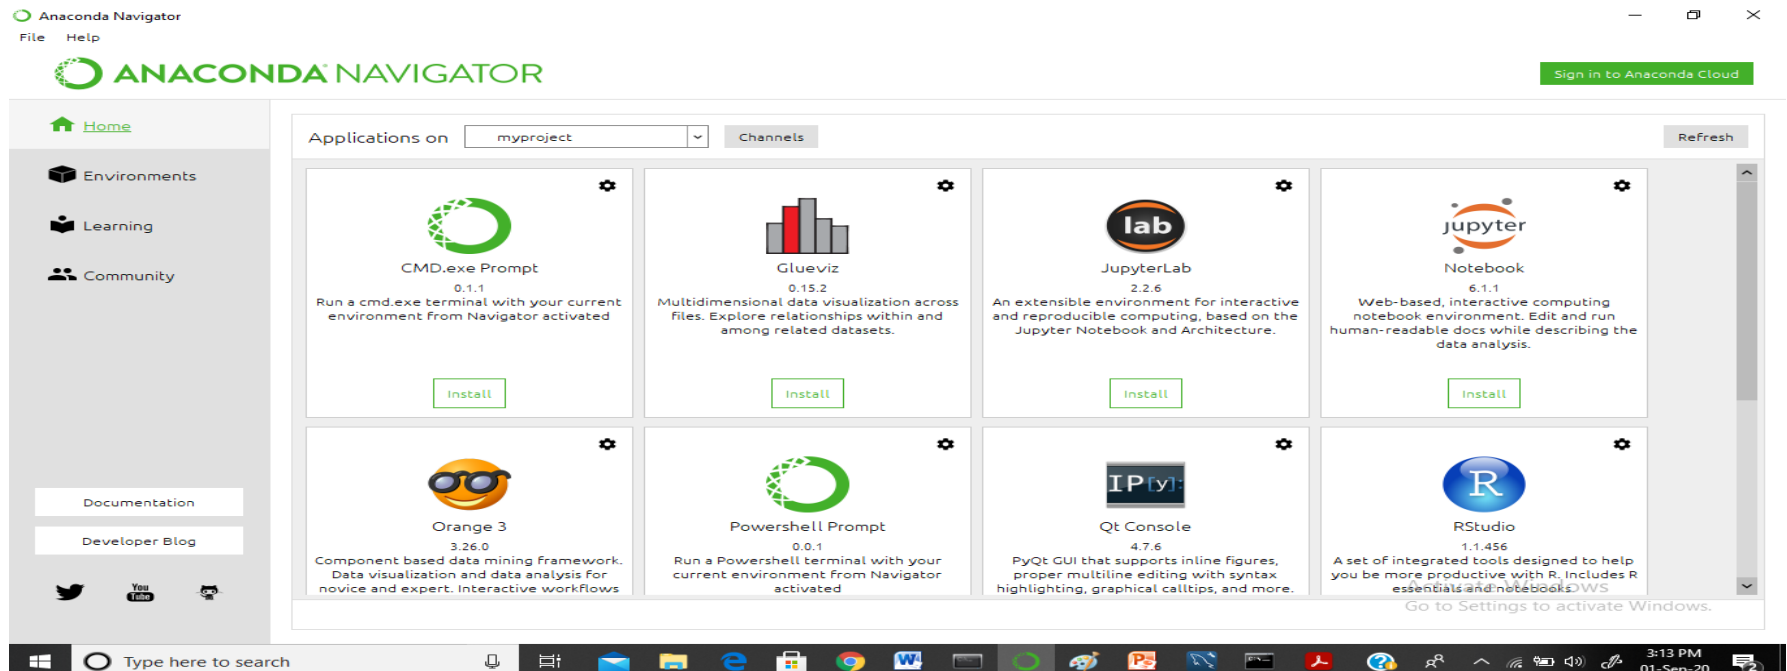 Anaconda Navigator
File Help
ANACONDA NAVIGATOR
Sign in to Anaconda Cloud
Home
Environments
Learning
Community
Documentation
Developer Blog
You
Tube
Applications on myproject Channels Refresh
CMD.exe Prompt
0.1.1
Run a cmd.exe terminal with your current
environment from Navigator activated
Install
Glueviz
0.15.2
Multidimensional data visualization across
files. Explore relationships within and
among related datasets.
Install
lab
JupyterLab
2.2.6
An extensible environment for interactive
and reproducible computing, based on the
Jupyter Notebook and Architecture.
Install
jupyter
Notebook
6.1.1
Web-based, interactive computing
notebook environment. Edit and run
human-readable docs while describing the
data analysis.
Install
Orange 3
3.26.0
Component based data mining framework.
Data visualization and data analysis for
novice and expert. Interactive workflows
Powershell Prompt
0.0.1
Run a Powershell terminal with your
current environment from Navigator
activated
IP[y]:
Qt Console
4.7.6
PyQt GUI that supports inline figures,
proper multiline editing with syntax
highlighting, graphical calltips, and more.
R
RStudio
1.1.456
A set of integrated tools designed to help
you be more productive with R. Includes R
essentials and notebooks.
Activate Windows
Go to Settings to activate Windows.
Type here to search
3:13 PM
01-Sep-20
2